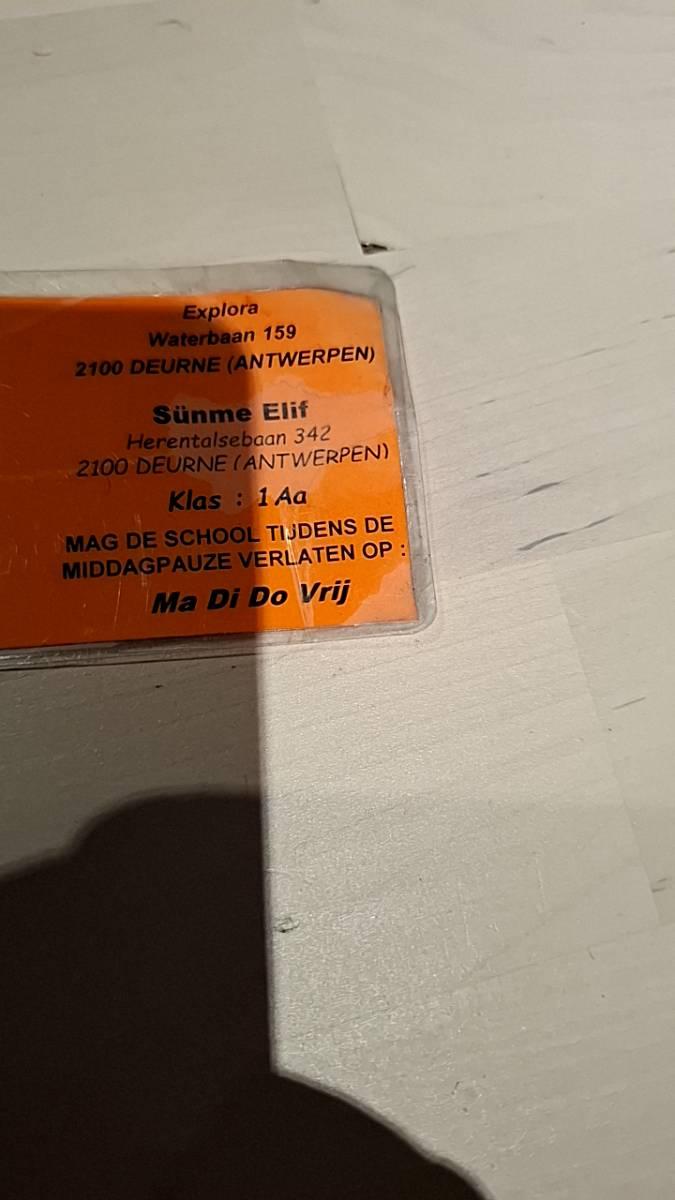 Explora
Waterbaan 159
2100 DEURNE (ANTWERPEN)
Sünme Elif
Herentalsebaan 342
2100 DEURNE (ANTWERPEN)
Klas : 1 Aa
MAG DE SCHOOL TIJDENS DE
MIDDAGPAUZE VERLATEN OP :
Ma Di Do Vrij